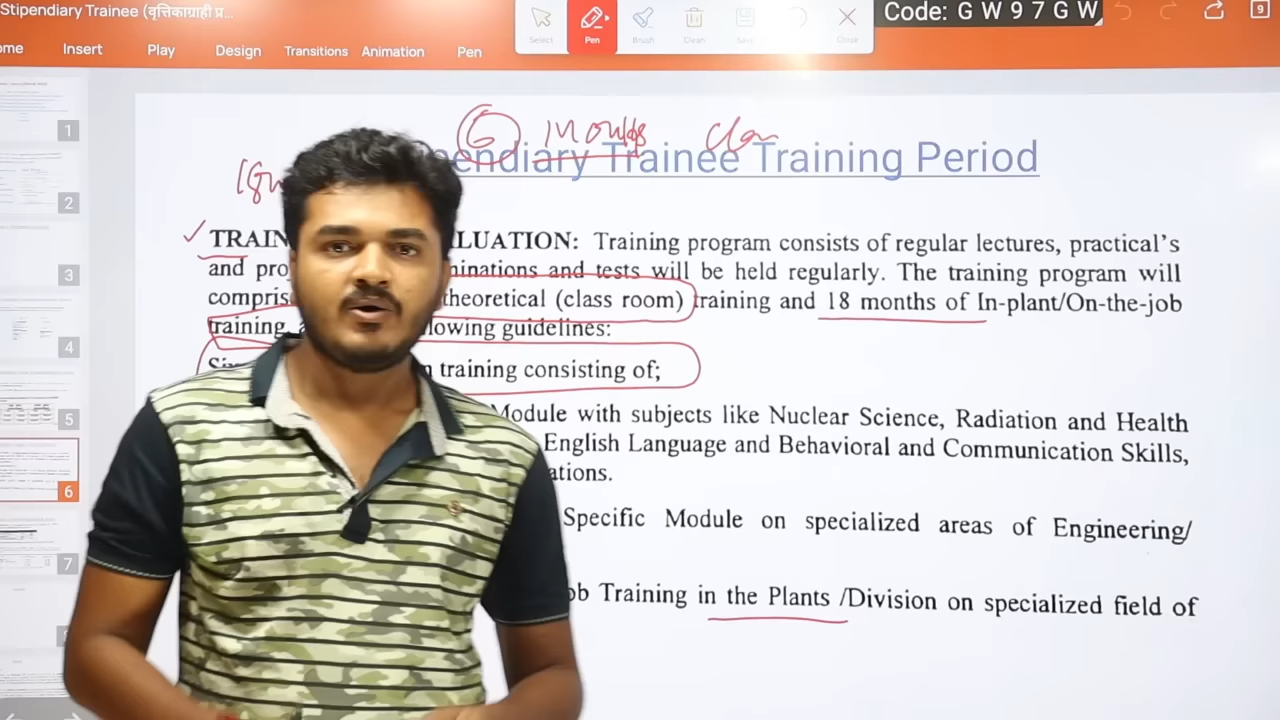 Stipendiary Trainee (वृत्तिकाग्राही प्र...
Code: G W 9 7 G W
9
ome Insert Play Design Transitions Animation Pen
Select Pen Brush Clean Save Close
6 months
1
2
3
4
5
6
7
pendiary Trainee Training Period
TRAIN LUATION: Training program consists of regular lectures, practical's
and pro minations and tests will be held regularly. The training program will
compris theoretical (class room) training and 18 months of In-plant/On-the-job
training, a lowing guidelines:
training consisting of;
Module with subjects like Nuclear Science, Radiation and Health
English Language and Behavioral and Communication Skills,
ations.
Specific Module on specialized areas of Engineering/
ob Training in the Plants /Division on specialized field of